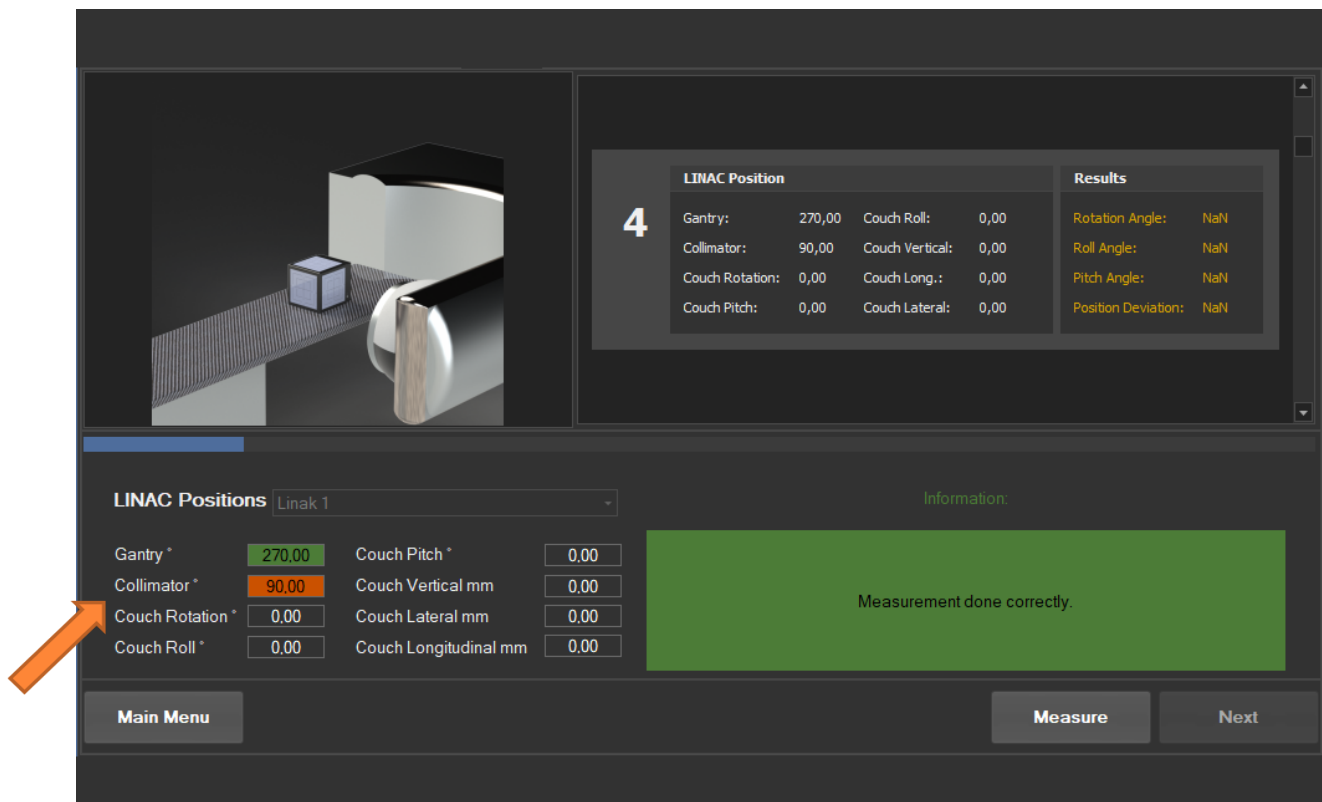 LINAC Position Results
4
Gantry: 270,00 Couch Roll: 0,00 Rotation Angle: NaN
Collimator: 90,00 Couch Vertical: 0,00 Roll Angle: NaN
Couch Rotation: 0,00 Couch Long.: 0,00 Pitch Angle: NaN
Couch Pitch: 0,00 Couch Lateral: 0,00 Position Deviation: NaN
LINAC Positions Linak 1
Information:
Gantry ° 270,00 Couch Pitch ° 0,00
Collimator ° 90,00 Couch Vertical mm 0,00
Couch Rotation ° 0,00 Couch Lateral mm 0,00
Couch Roll ° 0,00 Couch Longitudinal mm 0,00
Measurement done correctly.
Main Menu Measure Next